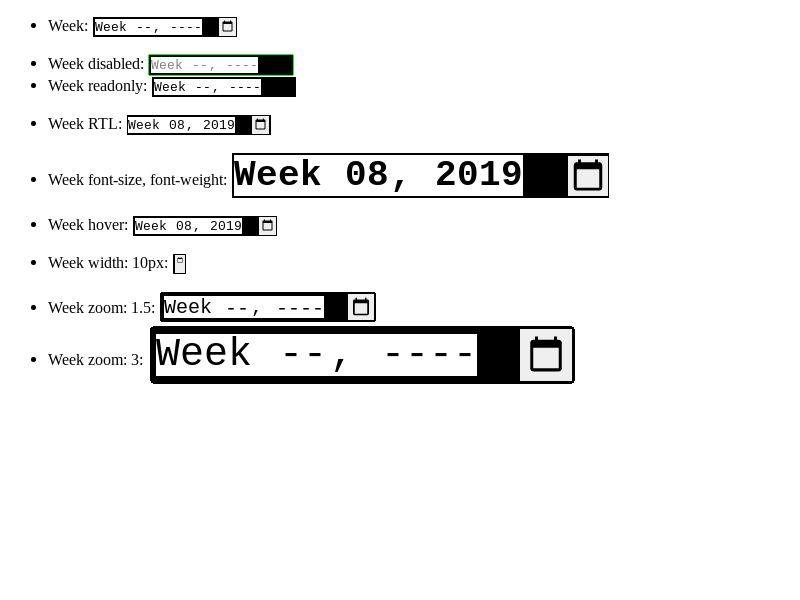 Week: Week --, ----
Week disabled: Week --, ----
Week readonly: Week --, ----
Week RTL: Week 08, 2019
Week font-size, font-weight: Week 08, 2019
Week hover: Week 08, 2019
Week width: 10px:
Week zoom: 1.5: Week --, ----
Week zoom: 3: Week --, ----